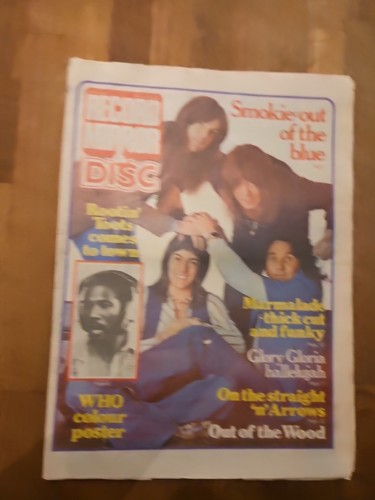 RECORD
MIRROR
DISC
Smokie-out
of the
blue
Rootin'
Toots
comes
to town
WHO
colour
poster
Marmalade
-thick cut
and funky
Glory Gloria
hallelujah
On the straight
'n' Arrows
Out of the Wood